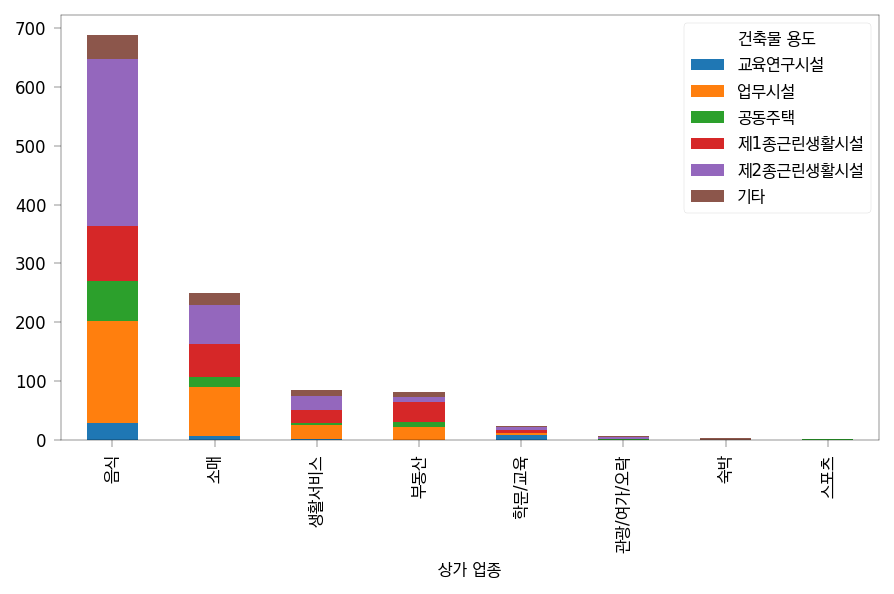 700
600
500
400
300
200
100
0
건축물 용도
교육연구시설
업무시설
공동주택
제1종근린생활시설
제2종근린생활시설
기타
음식
소매
생활서비스
부동산
학문/교육
관광/여가/오락
숙박
스포츠
상가 업종